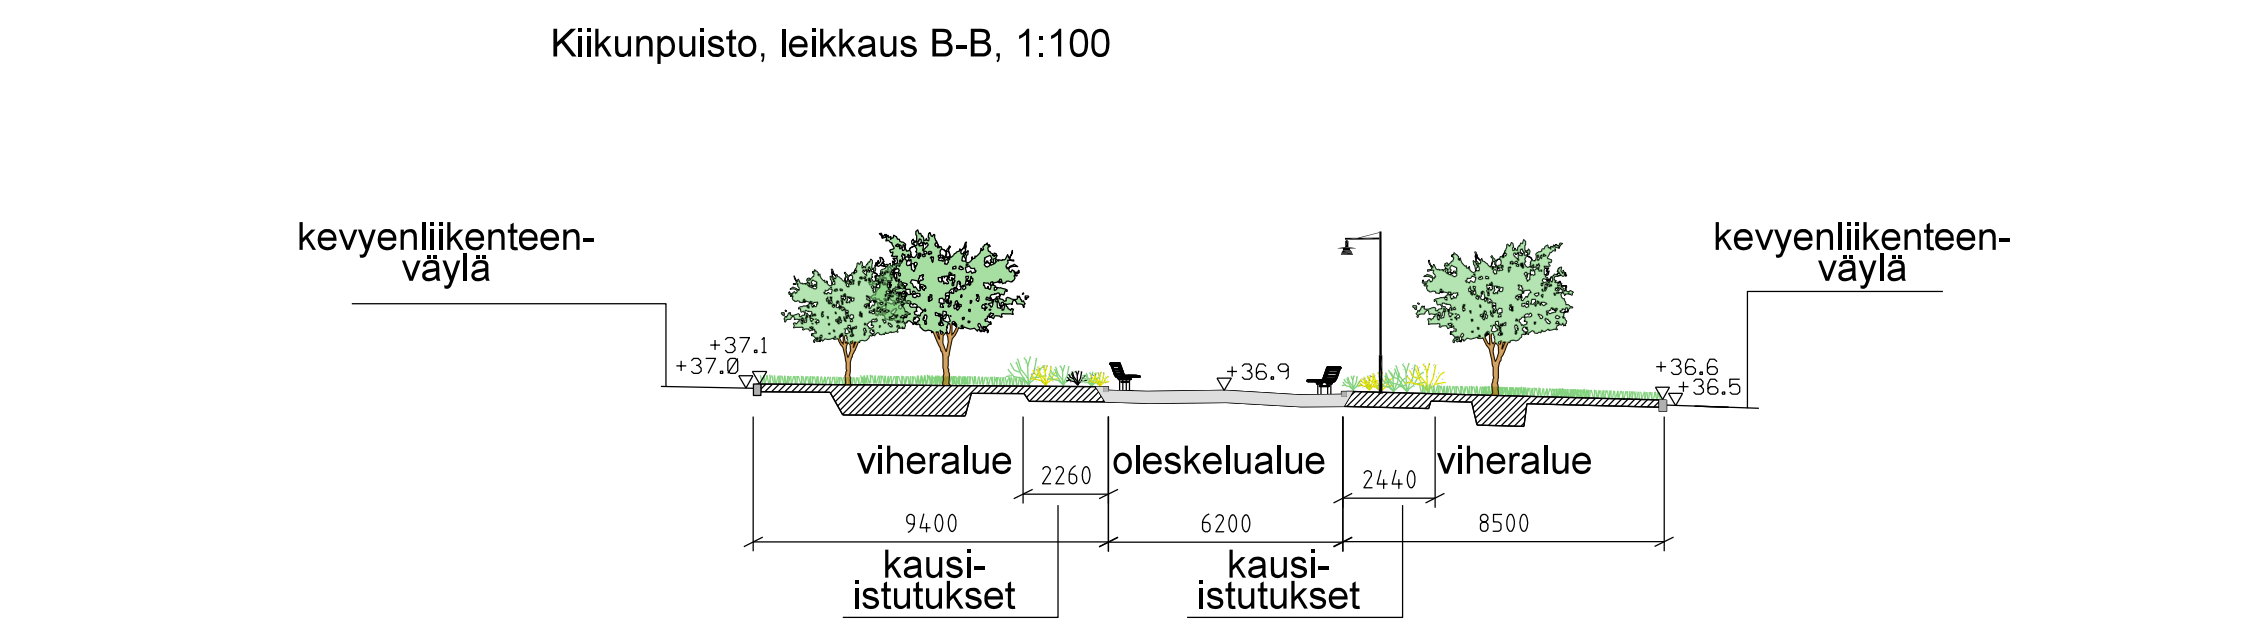 Kiikunpuisto, leikkaus B-B, 1:100
kevyenliikenteen-
väylä
kevyenliikenteen-
väylä
+37.1
+37.0
+36.9
+36.6
+36.5
viheralue
2260
oleskelualue
2440
viheralue
9400
6200
8500
kausi-
istutukset
kausi-
istutukset